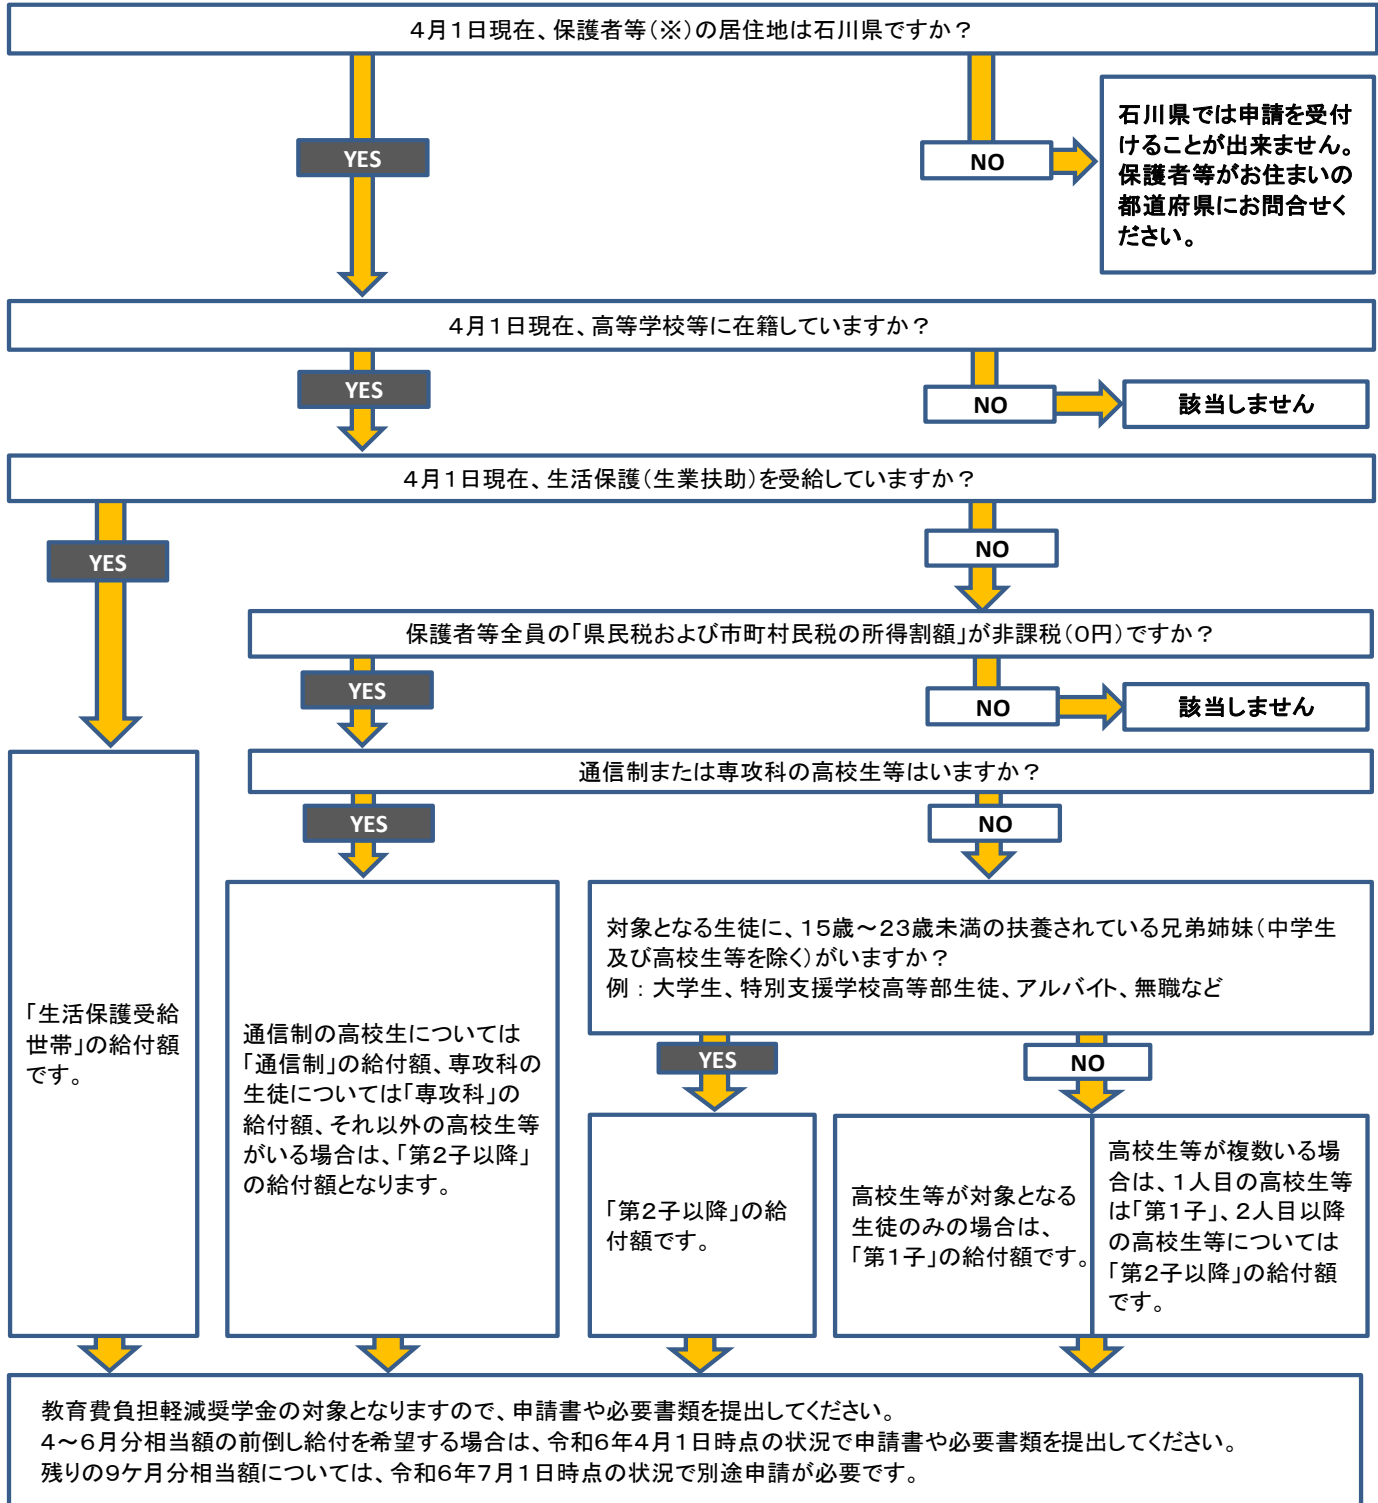 4月1日現在、保護者等(※)の居住地は石川県ですか？
YES
NO
石川県では申請を受付
けることが出来ません。
保護者等がお住まいの
都道府県にお問合せく
ださい。
4月1日現在、高等学校等に在籍していますか？
YES
NO
該当しません
4月1日現在、生活保護(生業扶助)を受給していますか？
YES
NO
保護者等全員の「県民税および市町村民税の所得割額」が非課税(0円)ですか？
YES
NO
該当しません
通信制または専攻科の高校生等はいますか？
YES
NO
「生活保護受給
世帯」の給付額
です。
通信制の高校生については
「通信制」の給付額、専攻科の
生徒については「専攻科」の
給付額、それ以外の高校生等
がいる場合は、「第2子以降」
の給付額となります。
対象となる生徒に、15歳～23歳未満の扶養されている兄弟姉妹(中学生
及び高校生等を除く)がいますか？
例：大学生、特別支援学校高等部生徒、アルバイト、無職など
YES
NO
「第2子以降」の給
付額です。
高校生等が対象となる
生徒のみの場合は、
「第1子」の給付額です。
高校生等が複数いる場
合は、1人目の高校生等
は「第1子」、2人目以降
の高校生等については
「第2子以降」の給付額
です。
教育費負担軽減奨学金の対象となりますので、申請書や必要書類を提出してください。
4～6月分相当額の前倒し給付を希望する場合は、令和6年4月1日時点の状況で申請書や必要書類を提出してください。
残りの9ケ月分相当額については、令和6年7月1日時点の状況で別途申請が必要です。